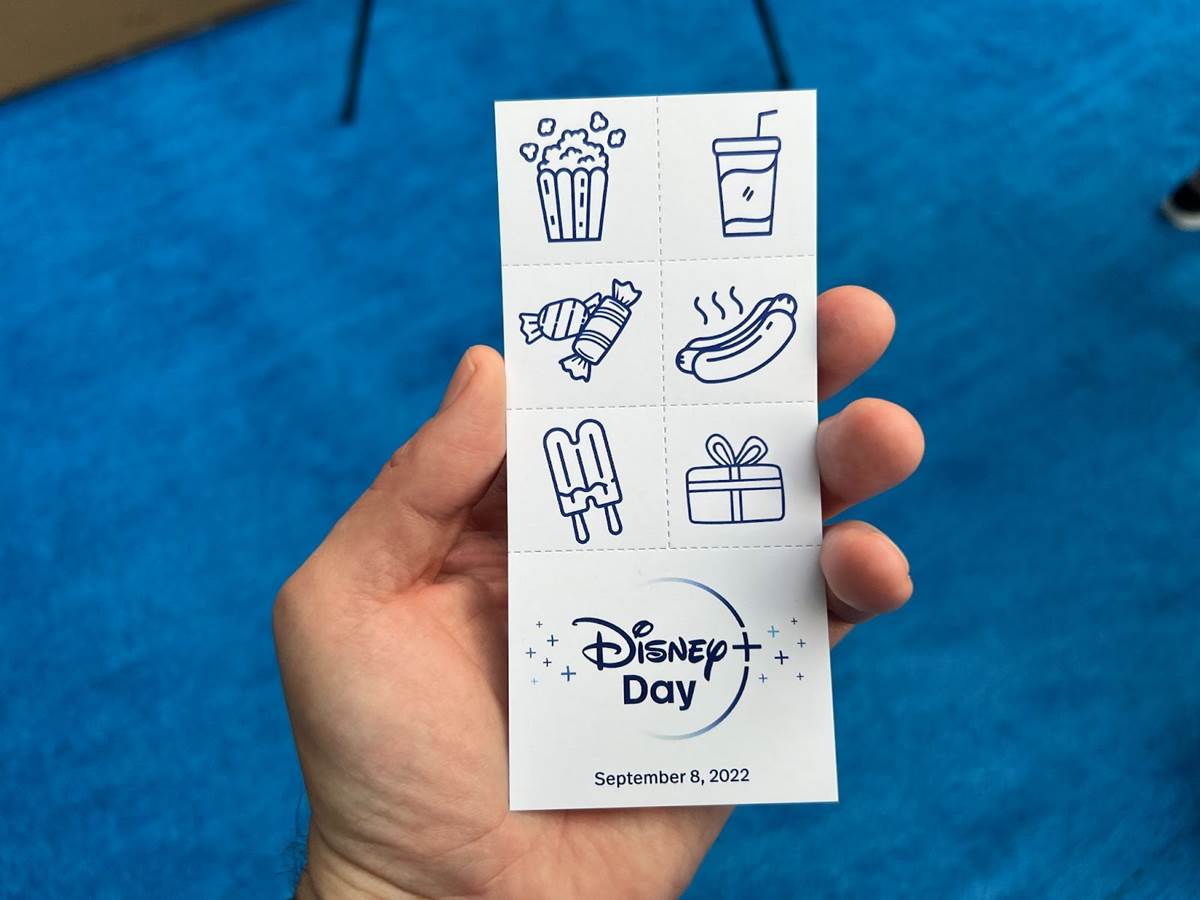 Disney+
Day
September 8, 2022